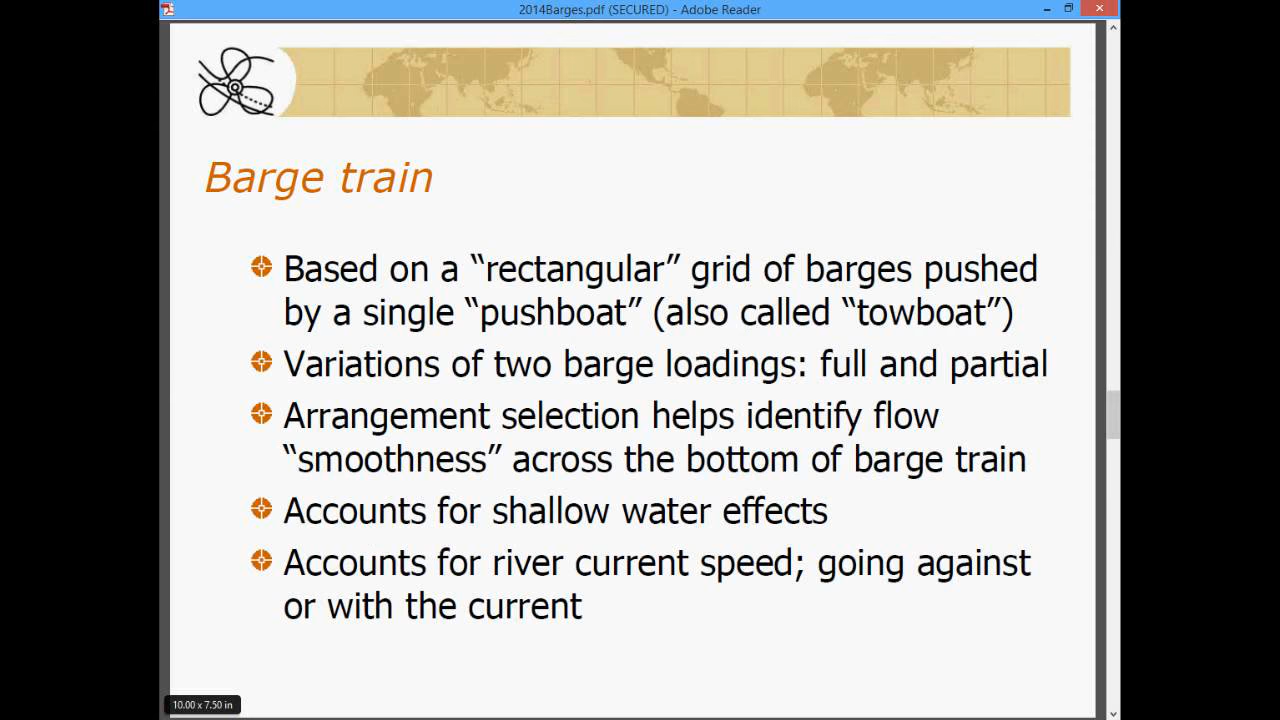 2014Barges.pdf (SECURED) - Adobe Reader
Barge train
Based on a “rectangular” grid of barges pushed
by a single “pushboat” (also called “towboat”)
Variations of two barge loadings: full and partial
Arrangement selection helps identify flow
“smoothness” across the bottom of barge train
Accounts for shallow water effects
Accounts for river current speed; going against
or with the current
10.00 x 7.50 in